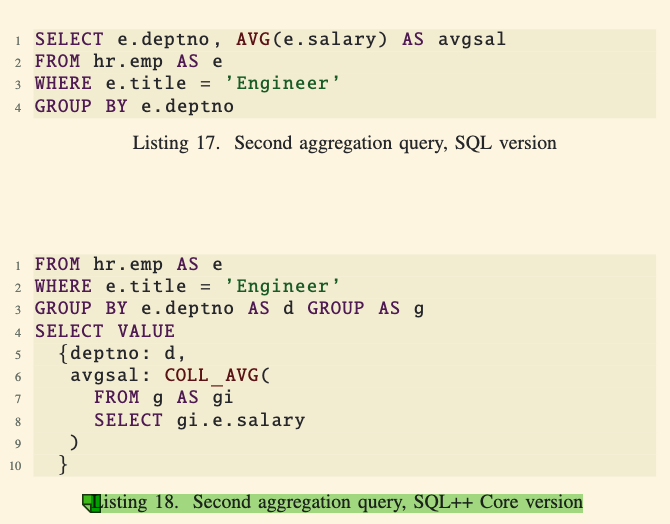 1 SELECT e.deptno, AVG(e.salary) AS avgsal
2 FROM hr.emp AS e
3 WHERE e.title = 'Engineer'
4 GROUP BY e.deptno
Listing 17. Second aggregation query, SQL version
1 FROM hr.emp AS e
2 WHERE e.title = 'Engineer'
3 GROUP BY e.deptno AS d GROUP AS g
4 SELECT VALUE
5 {deptno: d,
6 avgsal: COLL_AVG(
7 FROM g AS gi
8 SELECT gi.e.salary
9 )
10 }
Listing 18. Second aggregation query, SQL++ Core version